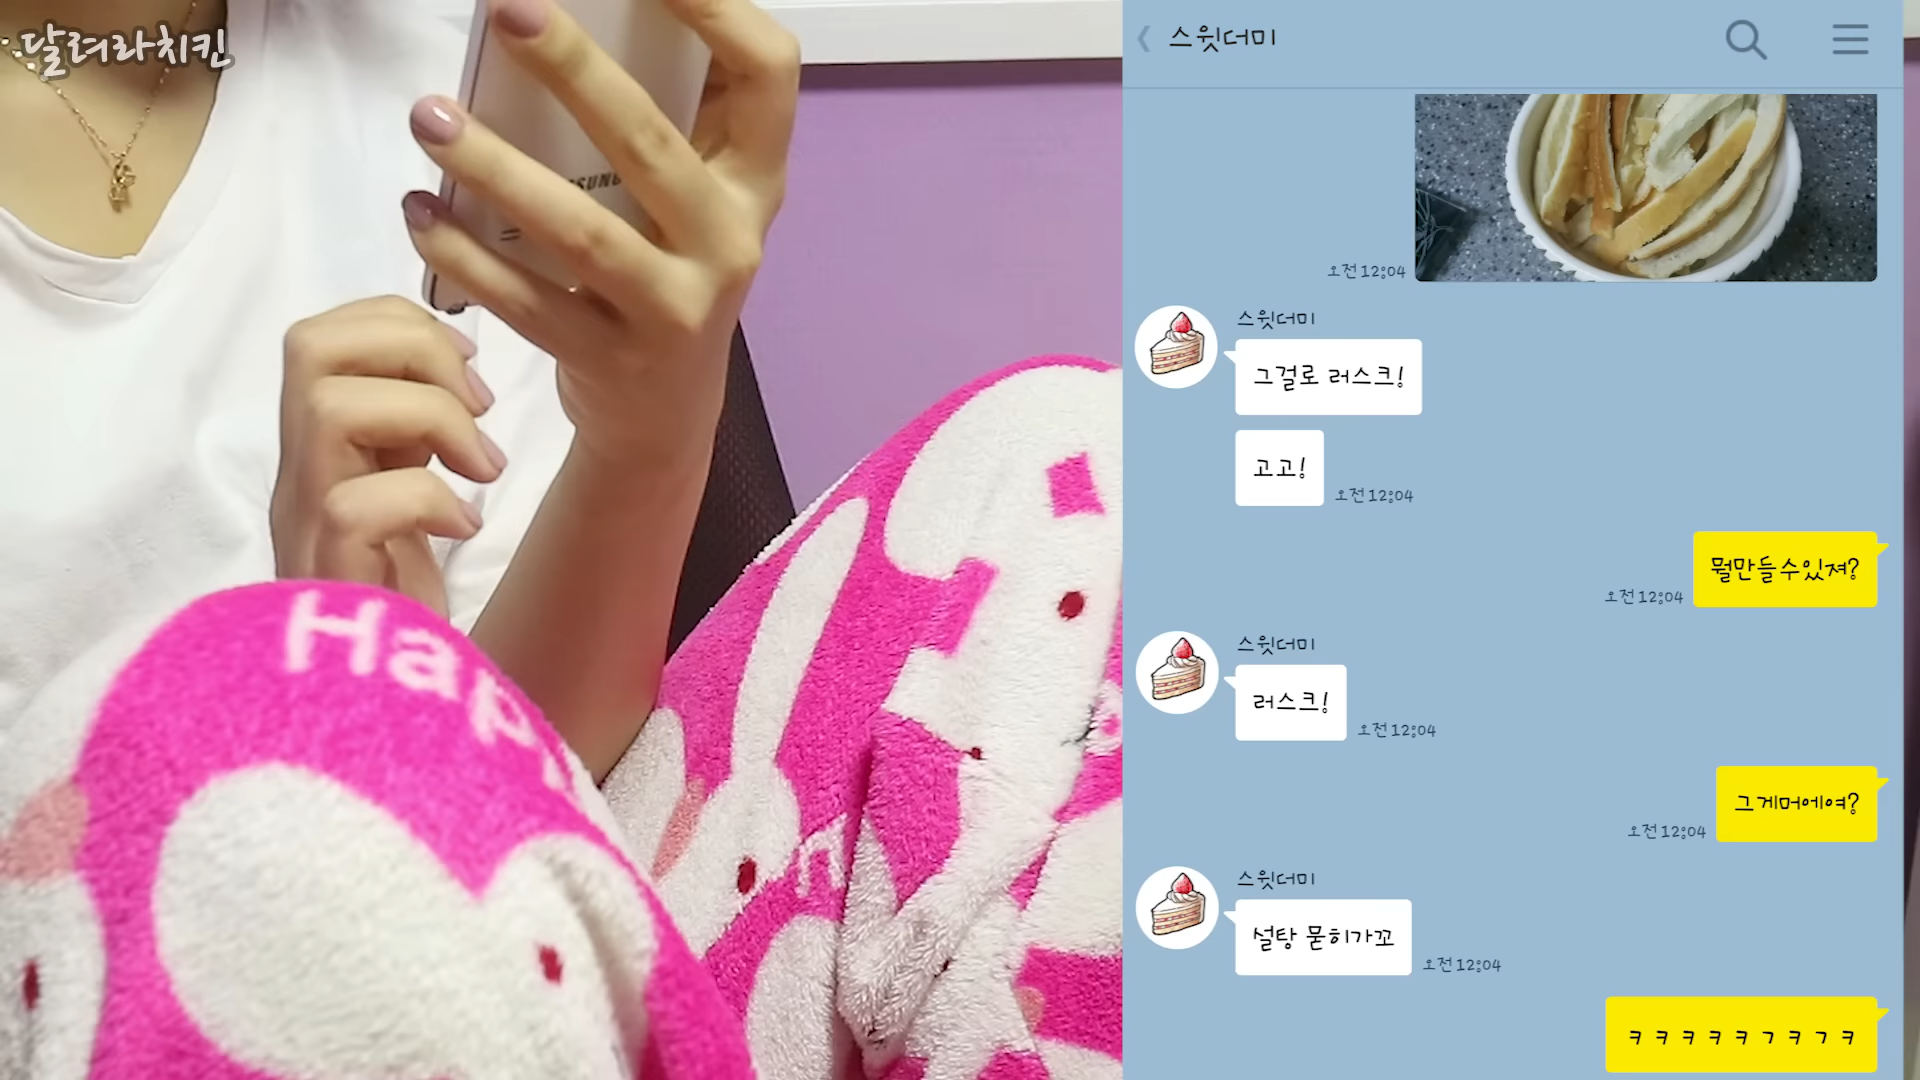 달려라치킨
SUNG
Hap
스윗더미
오전 12:04
스윗더미
그걸로 러스크!
고고!
오전 12:04
뭘만들수있져?
오전 12:04
스윗더미
러스크!
오전 12:04
그게머에여?
오전 12:04
스윗더미
설탕 묻히가꼬
오전 12:04
ㅋㅋㅋㅋㅋㄱㅋㄱㅋ